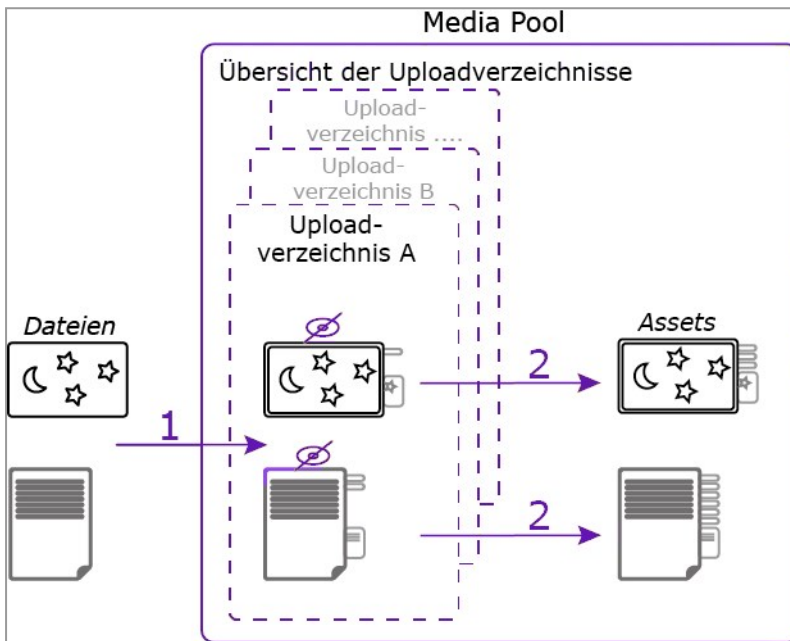 Media Pool
Übersicht der Uploadverzeichnisse
Upload-
verzeichnis ....
Upload-
verzeichnis B
Upload-
verzeichnis A
Dateien
Assets
2
1
2